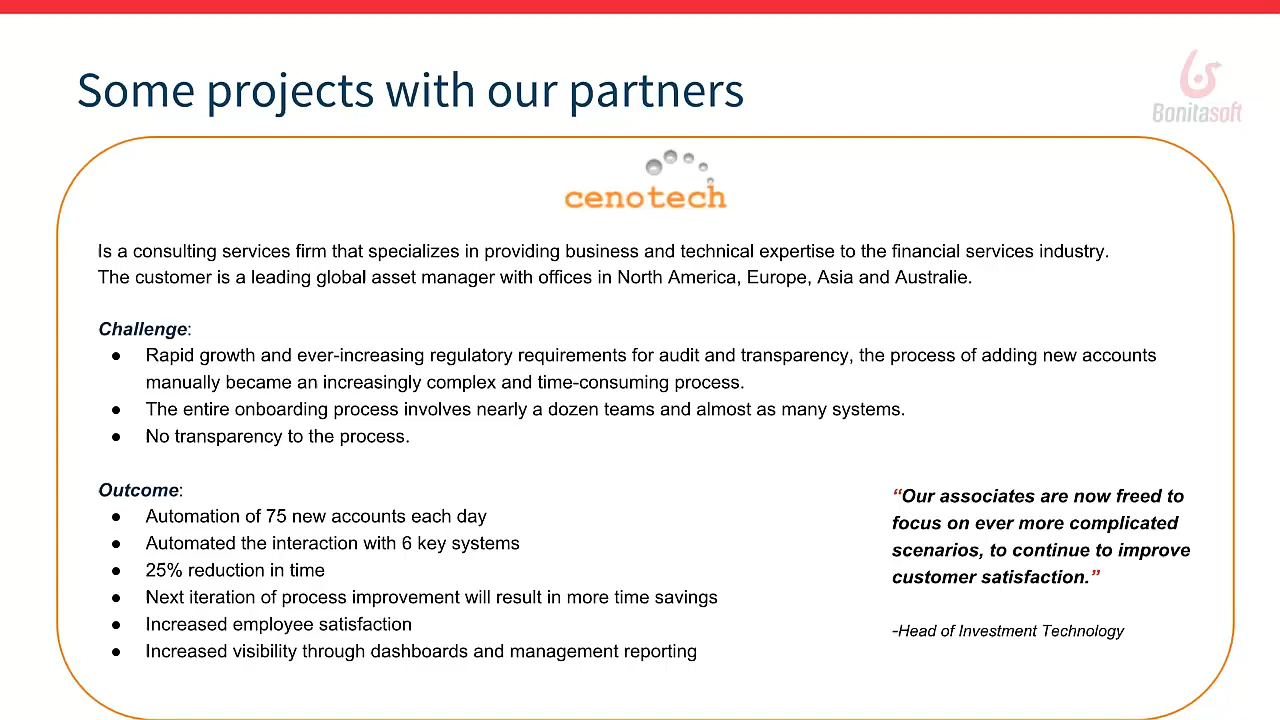 Some projects with our partners
Bonitasoft
cenotech
Is a consulting services firm that specializes in providing business and technical expertise to the financial services industry.
The customer is a leading global asset manager with offices in North America, Europe, Asia and Australie.
Challenge:
● Rapid growth and ever-increasing regulatory requirements for audit and transparency, the process of adding new accounts
manually became an increasingly complex and time-consuming process.
● The entire onboarding process involves nearly a dozen teams and almost as many systems.
● No transparency to the process.
Outcome:
● Automation of 75 new accounts each day
● Automated the interaction with 6 key systems
● 25% reduction in time
● Next iteration of process improvement will result in more time savings
● Increased employee satisfaction
● Increased visibility through dashboards and management reporting
“Our associates are now freed to
focus on ever more complicated
scenarios, to continue to improve
customer satisfaction.”
-Head of Investment Technology